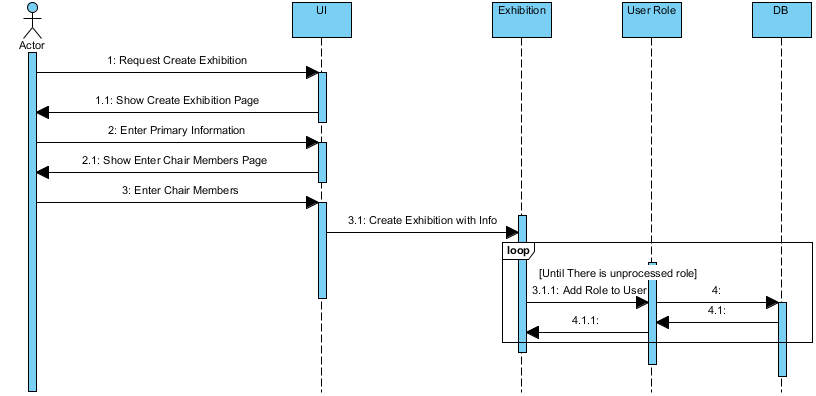 UI
Exhibition
User Role
DB
Actor
1: Request Create Exhibition
1.1: Show Create Exhibition Page
2: Enter Primary Information
2.1: Show Enter Chair Members Page
3: Enter Chair Members
3.1: Create Exhibition with Info
loop
[Until There is unprocessed role]
3.1.1: Add Role to User
4:
4.1:
4.1.1: